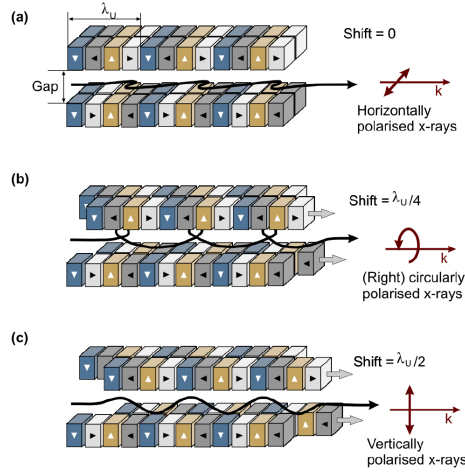 (a)
λU
Shift = 0
Gap
k
Horizontally
polarised x-rays
(b)
Shift = λU/4
k
(Right) circularly
polarised x-rays
(c)
Shift = λU/2
k
Vertically
polarised x-rays